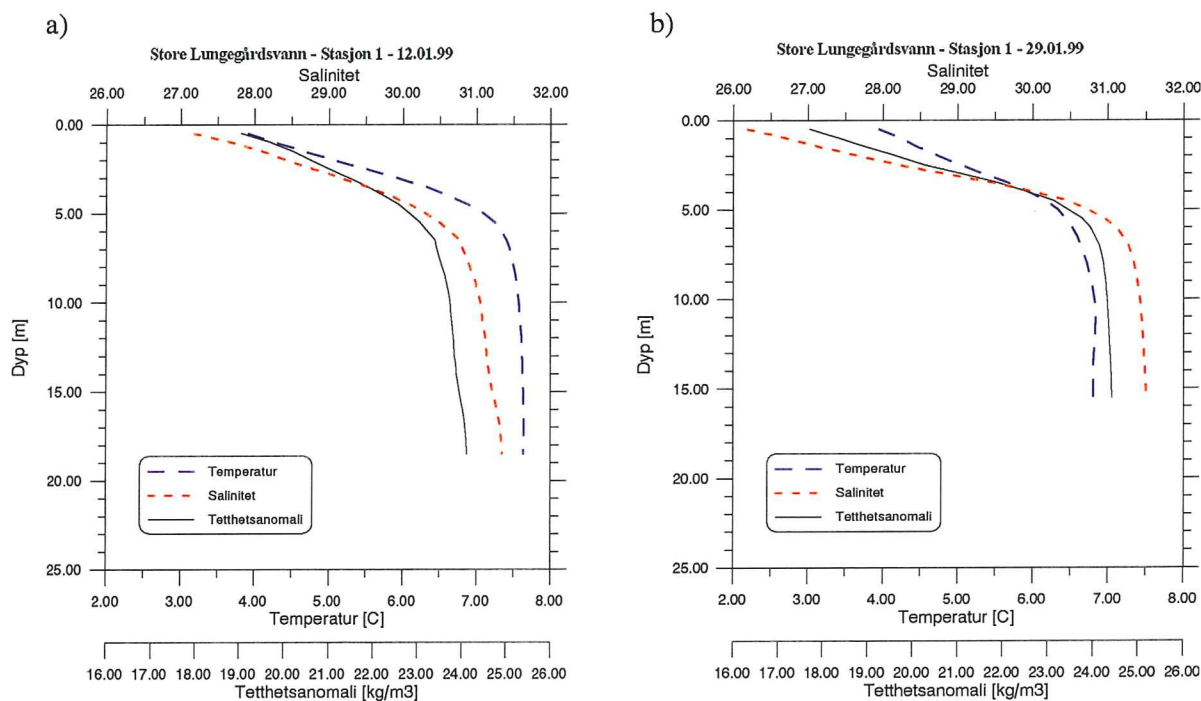 a)
Store Lungegårdsvann - Stasjon 1 - 12.01.99
Salinitet
26.00 27.00 28.00 29.00 30.00 31.00 32.00
0.00
5.00
10.00
15.00
20.00
25.00
Dyp [m]
Temperatur
Salinitet
Tetthetsanomali
2.00 3.00 4.00 5.00 6.00 7.00 8.00
Temperatur [C]
16.00 17.00 18.00 19.00 20.00 21.00 22.00 23.00 24.00 25.00 26.00
Tetthetsanomali [kg/m3]
b)
Store Lungegårdsvann - Stasjon 1 - 29.01.99
Salinitet
26.00 27.00 28.00 29.00 30.00 31.00 32.00
0.00
5.00
10.00
15.00
20.00
25.00
Dyp [m]
Temperatur
Salinitet
Tetthetsanomali
2.00 3.00 4.00 5.00 6.00 7.00 8.00
Temperatur [C]
16.00 17.00 18.00 19.00 20.00 21.00 22.00 23.00 24.00 25.00 26.00
Tetthetsanomali [kg/m3]